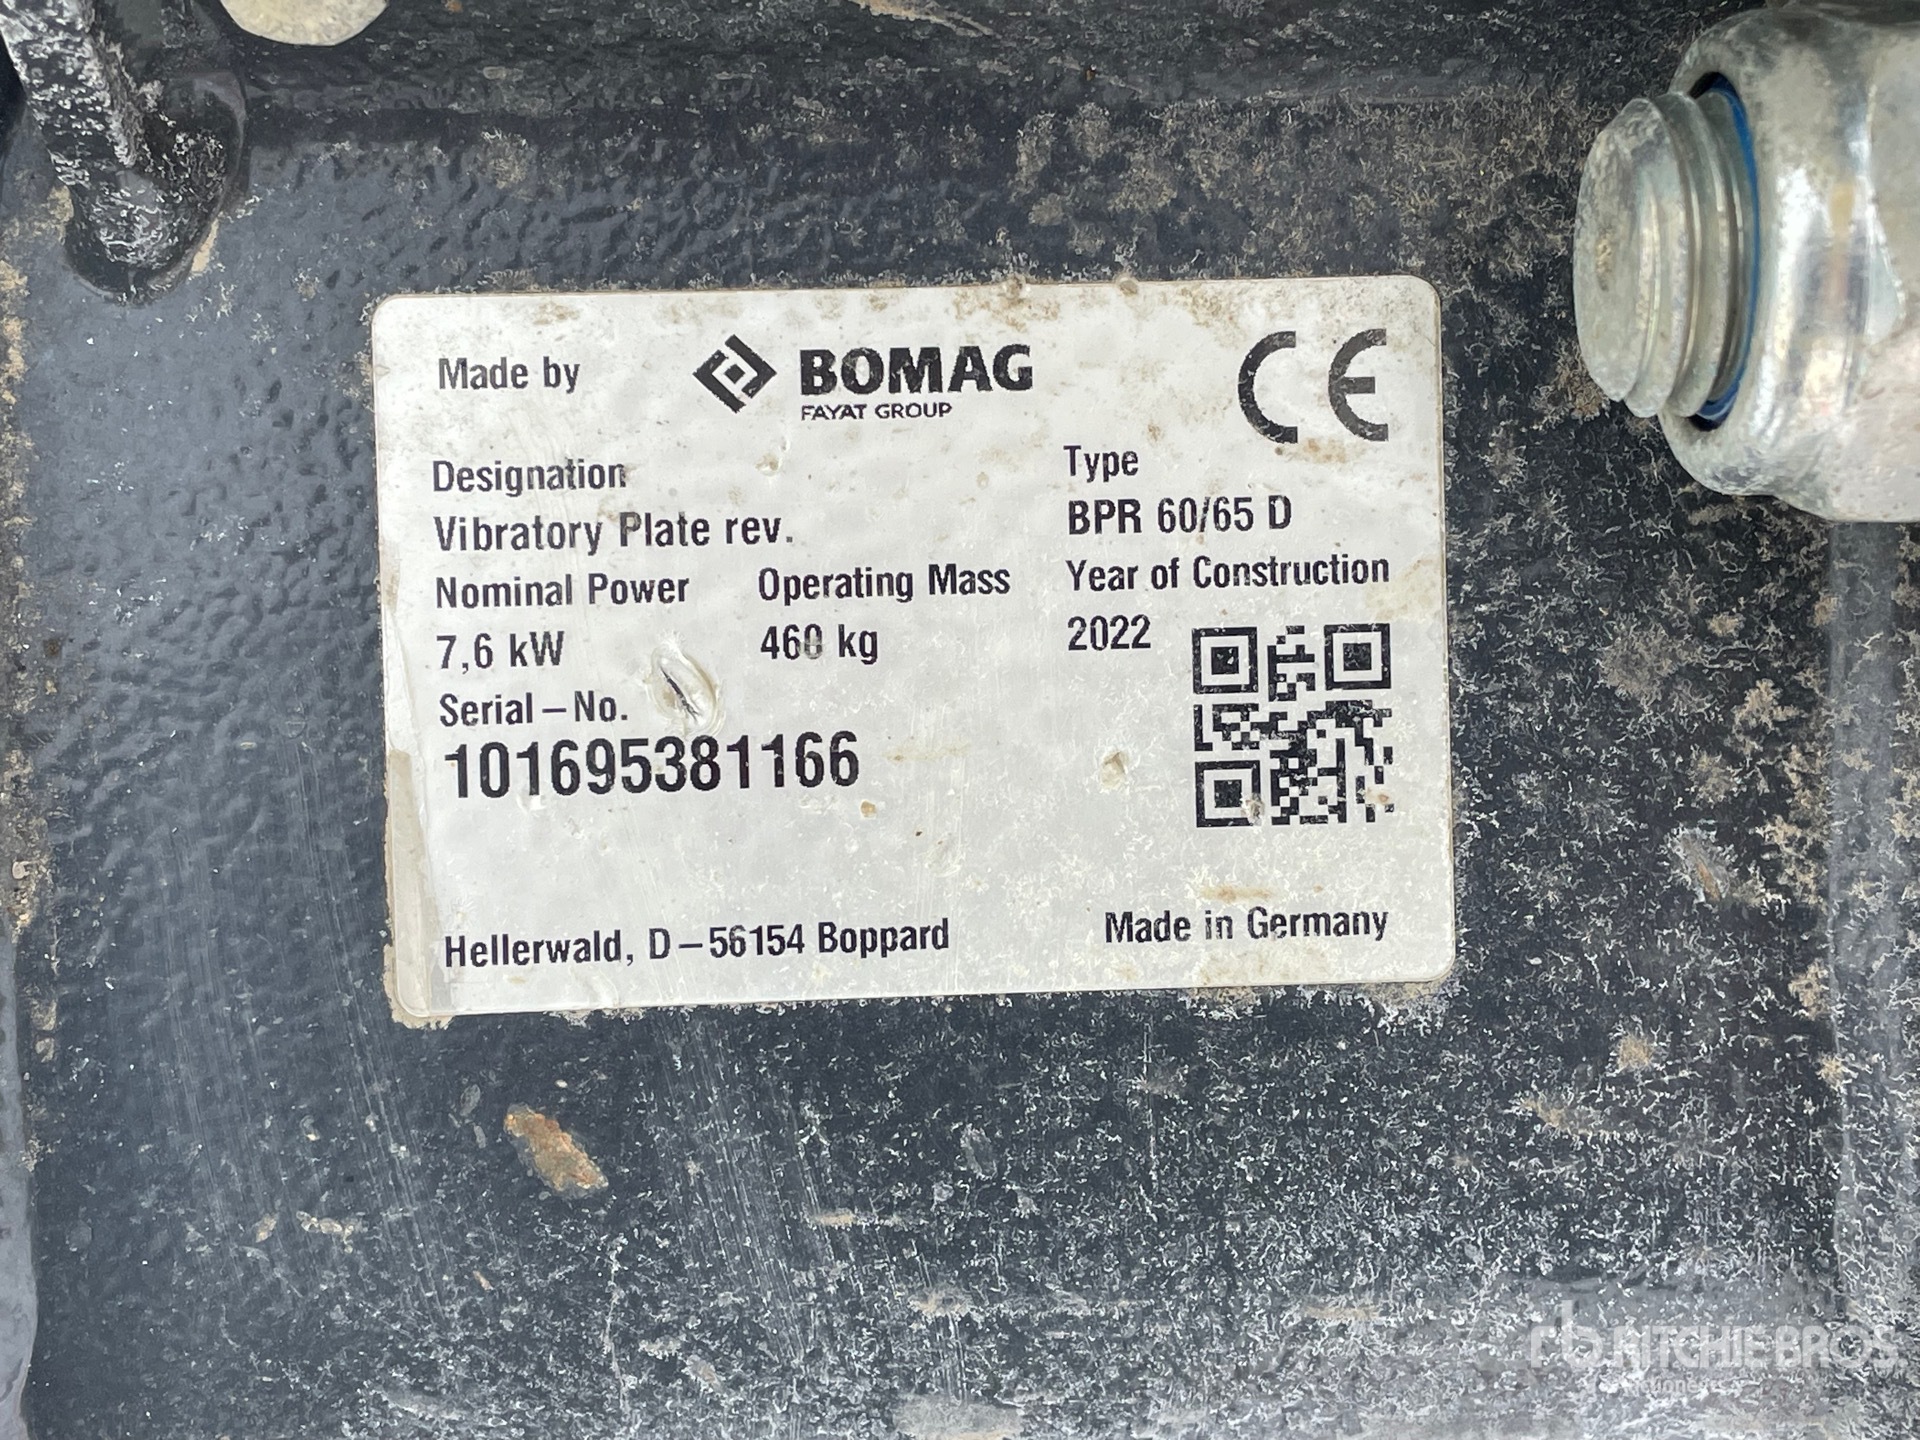 Made by
BOMAG
FAYAT GROUP
CE
Designation
Vibratory Plate rev.
Type
BPR 60/65 D
Nominal Power
7,6 kW
Operating Mass
460 kg
Year of Construction
2022
Serial – No.
101695381166
Hellerwald, D – 56154 Boppard
Made in Germany
rb RITCHIE BROS.
Auctioneers